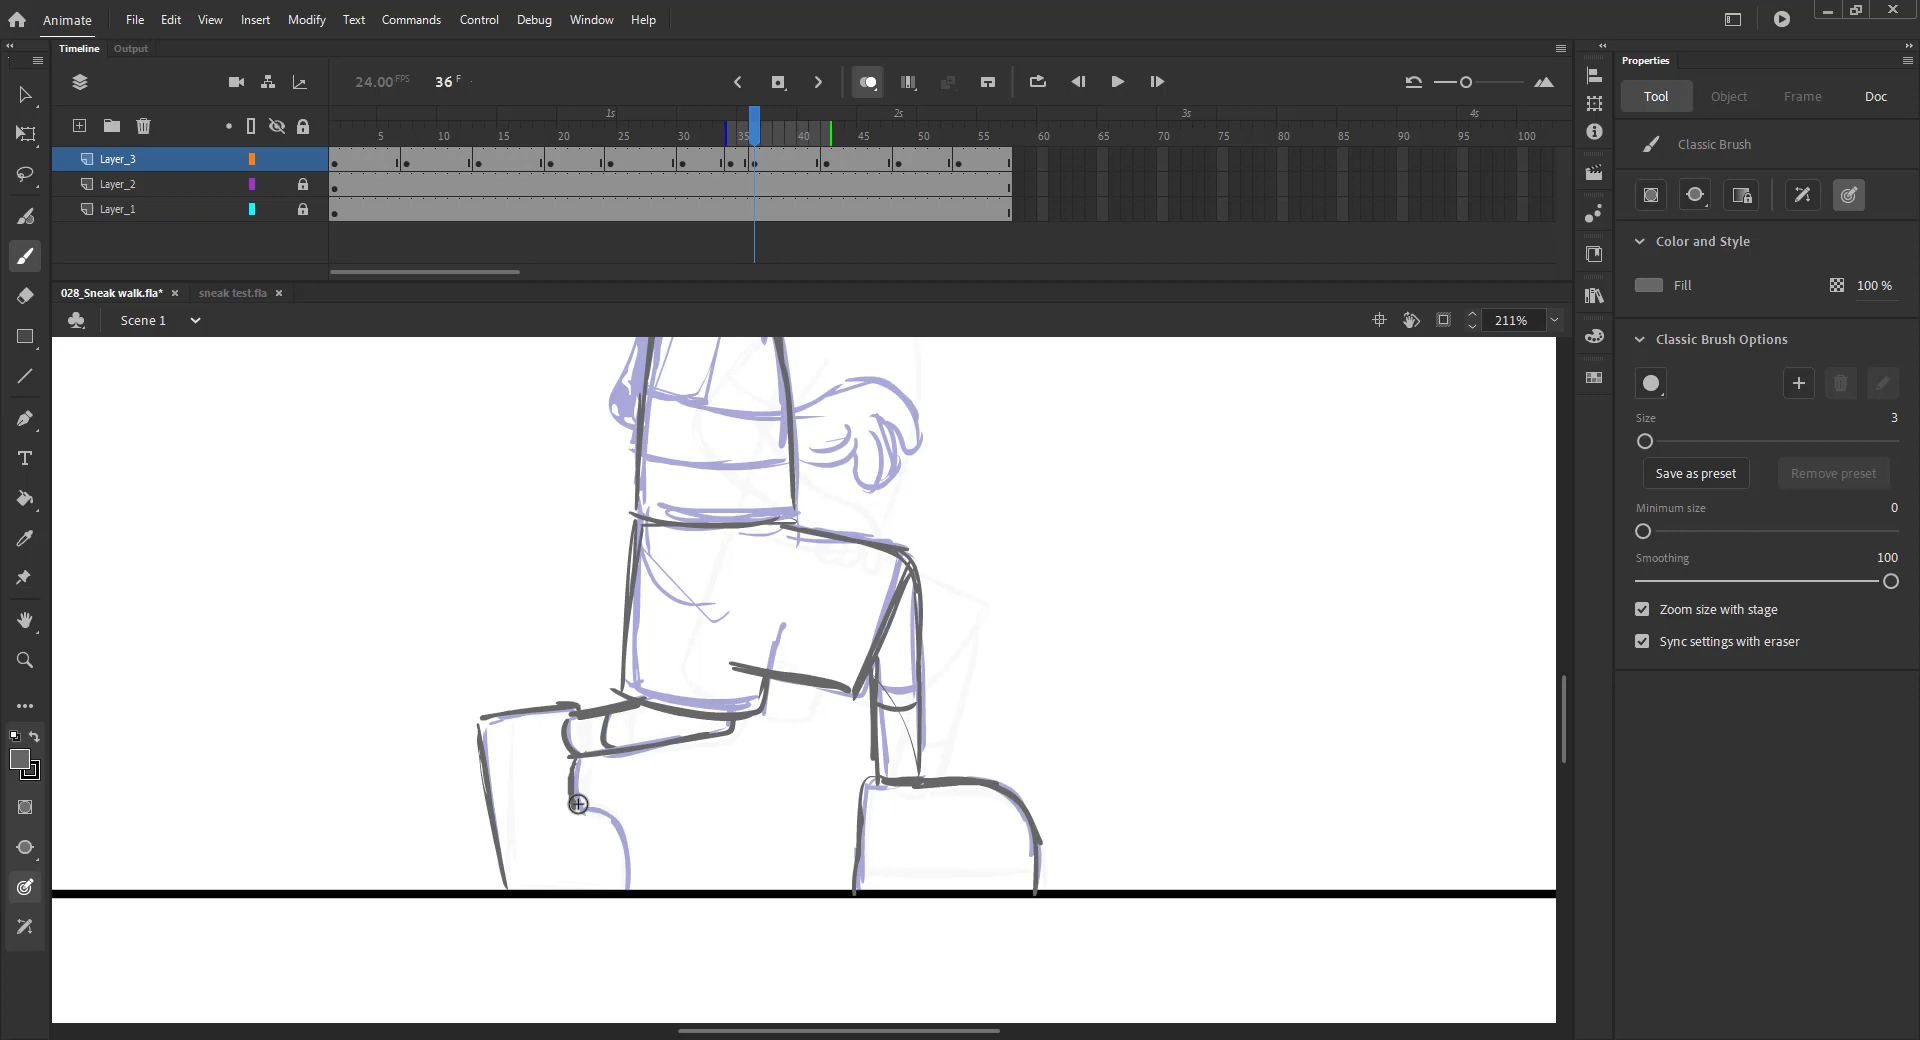 Animate File Edit View Insert Modify Text Commands Control Debug Window Help
Timeline Output
Properties
24.00 FPS 36 F
Tool Object Frame Doc
1s 2s 3s 4s
5 10 15 20 25 30 35 40 45 50 55 60 65 70 75 80 85 90 95 100
Classic Brush
Layer_3
Layer_2
Layer_1
Color and Style
Fill 100 %
028_Sneak walk.fla* sneak test.fla
Scene 1 211%
Classic Brush Options
Size 3
Save as preset Remove preset
Minimum size 0
Smoothing 100
Zoom size with stage
Sync settings with eraser